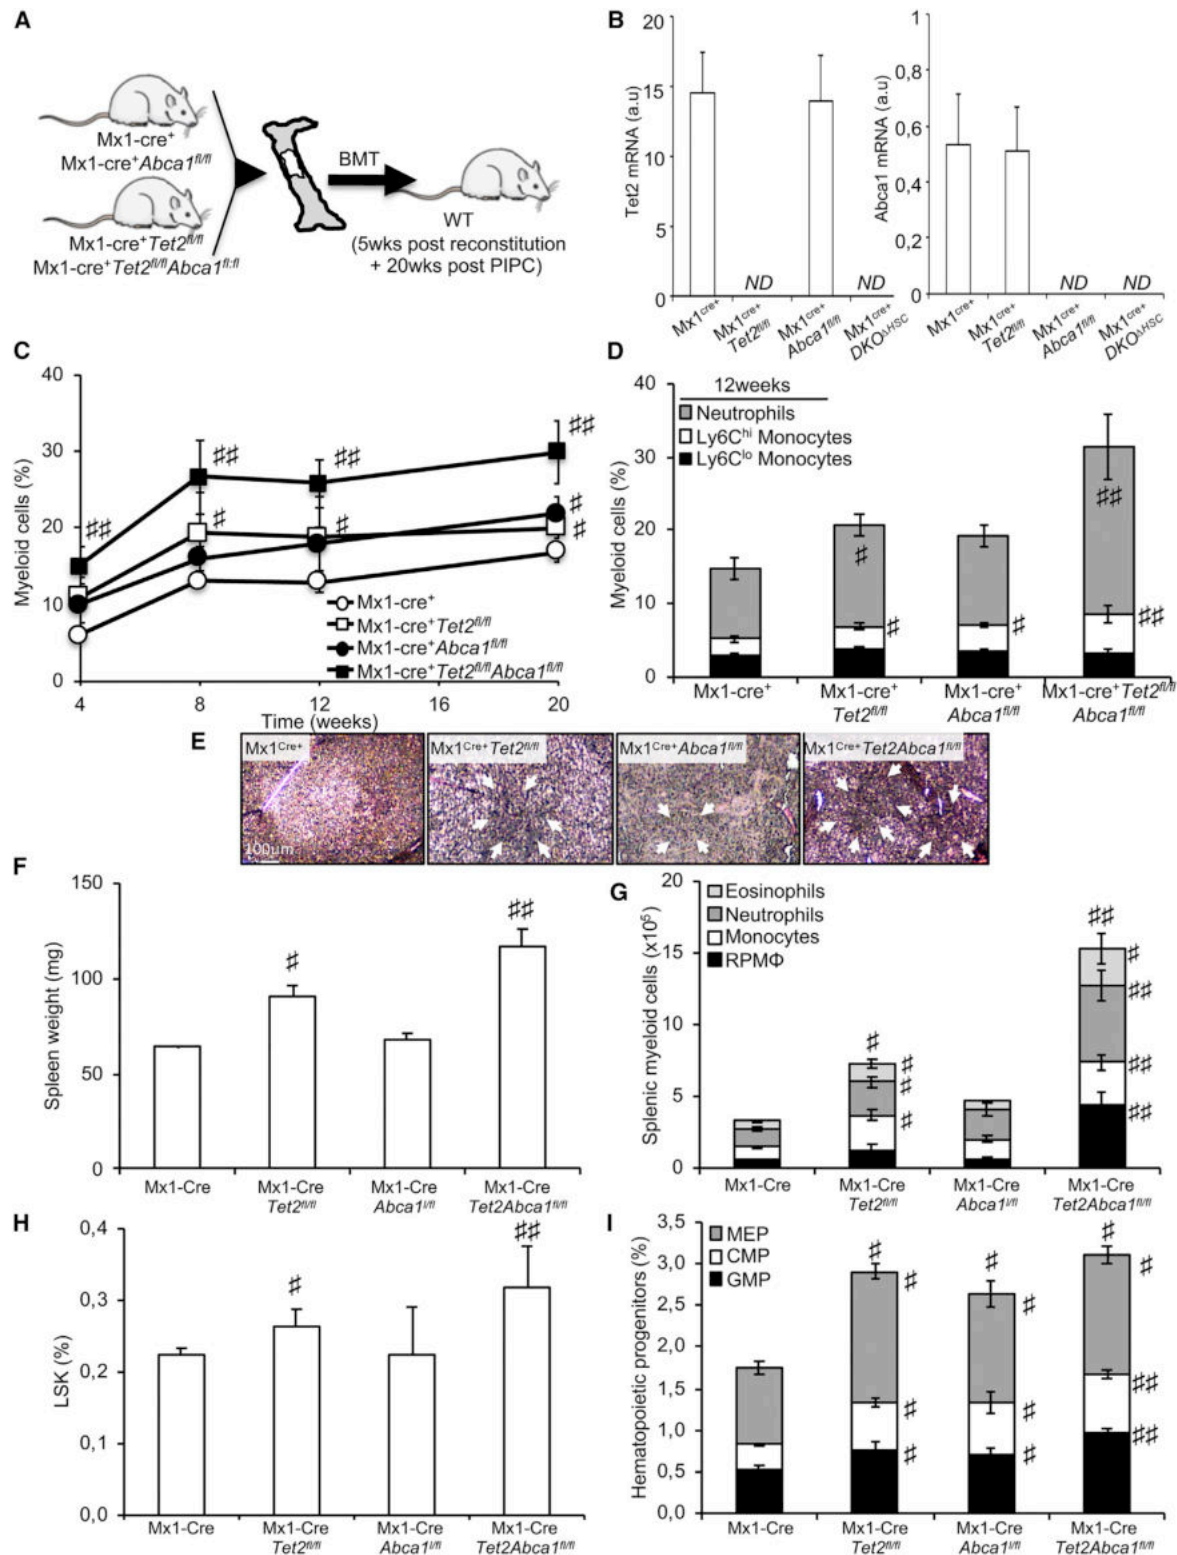 A
Mx1-cre⁺
Mx1-cre⁺Abca1fl/fl
Mx1-cre⁺Tet2fl/fl
Mx1-cre⁺Tet2fl/flAbca1fl:fl
BMT
WT
(5wks post reconstitution
+ 20wks post PIPC)
B
Tet2 mRNA (a.u)
20
15
10
5
0
ND
ND
Mx1cre+
Mx1cre+
Tet2fl/fl
Mx1cre+
Abca1fl/fl
Mx1cre+
DKOΔHSC
Abca1 mRNA (a.u)
1
0,8
0,6
0,4
0,2
0
ND
ND
Mx1cre+
Mx1cre+
Tet2fl/fl
Mx1cre+
Abca1fl/fl
Mx1cre+
DKOΔHSC
C
Myeloid cells (%)
40
30
20
10
0
♯♯
♯♯
♯♯
♯♯
♯
♯
♯
♯
Mx1-cre⁺
Mx1-cre⁺Tet2fl/fl
Mx1-cre⁺Abca1fl/fl
Mx1-cre⁺Tet2fl/flAbca1fl/fl
4
8
12
20
Time (weeks)
D
Myeloid cells (%)
40
30
20
10
0
12weeks
Neutrophils
Ly6Chi Monocytes
Ly6Clo Monocytes
♯
♯
♯
♯♯
♯♯
Mx1-cre⁺
Mx1-cre⁺
Tet2fl/fl
Mx1-cre⁺
Abca1fl/fl
Mx1-cre⁺Tet2fl/fl
Abca1fl/fl
E
Mx1Cre+
100µm
Mx1Cre+Tet2fl/fl
Mx1Cre+Abca1fl/fl
Mx1Cre+Tet2Abca1fl/fl
F
Spleen weight (mg)
150
100
50
0
♯
♯♯
Mx1-Cre
Mx1-Cre
Tet2fl/fl
Mx1-Cre
Abca1l/fl
Mx1-Cre
Tet2Abca1fl/fl
G
Splenic myeloid cells (x10⁵)
20
15
10
5
0
Eosinophils
Neutrophils
Monocytes
RPMΦ
♯
♯
♯
♯
♯♯
♯
♯♯
♯♯
♯♯
Mx1-Cre
Mx1-Cre
Tet2fl/fl
Mx1-Cre
Abca1l/fl
Mx1-Cre
Tet2Abca1fl/fl
H
LSK (%)
0,4
0,3
0,2
0,1
0,0
♯
♯♯
Mx1-Cre
Mx1-Cre
Tet2fl/fl
Mx1-Cre
Abca1l/fl
Mx1-Cre
Tet2Abca1fl/fl
I
Hematopoietic progenitors (%)
3,5
3,0
2,5
2,0
1,5
1,0
0,5
0,0
MEP
CMP
GMP
♯
♯
♯
♯
♯
♯
♯
♯
♯
♯
♯♯
♯♯
Mx1-Cre
Mx1-Cre
Tet2fl/fl
Mx1-Cre
Abca1l/fl
Mx1-Cre
Tet2Abca1fl/fl